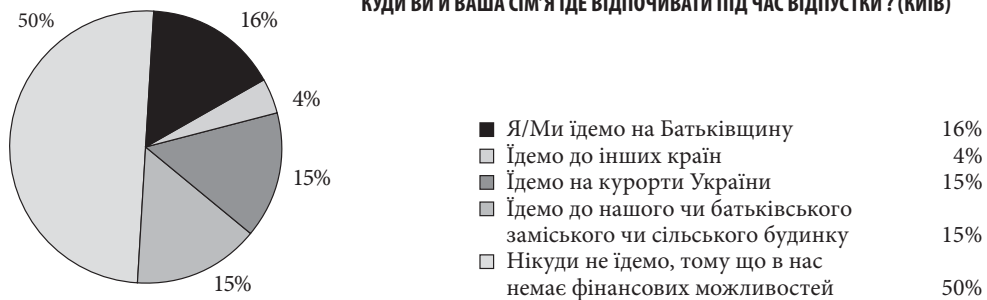 КУДИ ВИ Й ВАША СІМ'Я ЇДЕ ВІДПОЧИВАТИ ПІД ЧАС ВІДПУСТКИ ? (КИЇВ)
50%
16%
4%
15%
15%
Я/Ми їдемо на Батьківщину 16%
Їдемо до інших країн 4%
Їдемо на курорти України 15%
Їдемо до нашого чи батьківського
заміського чи сільського будинку 15%
Нікуди не їдемо, тому що в нас
немає фінансових можливостей 50%